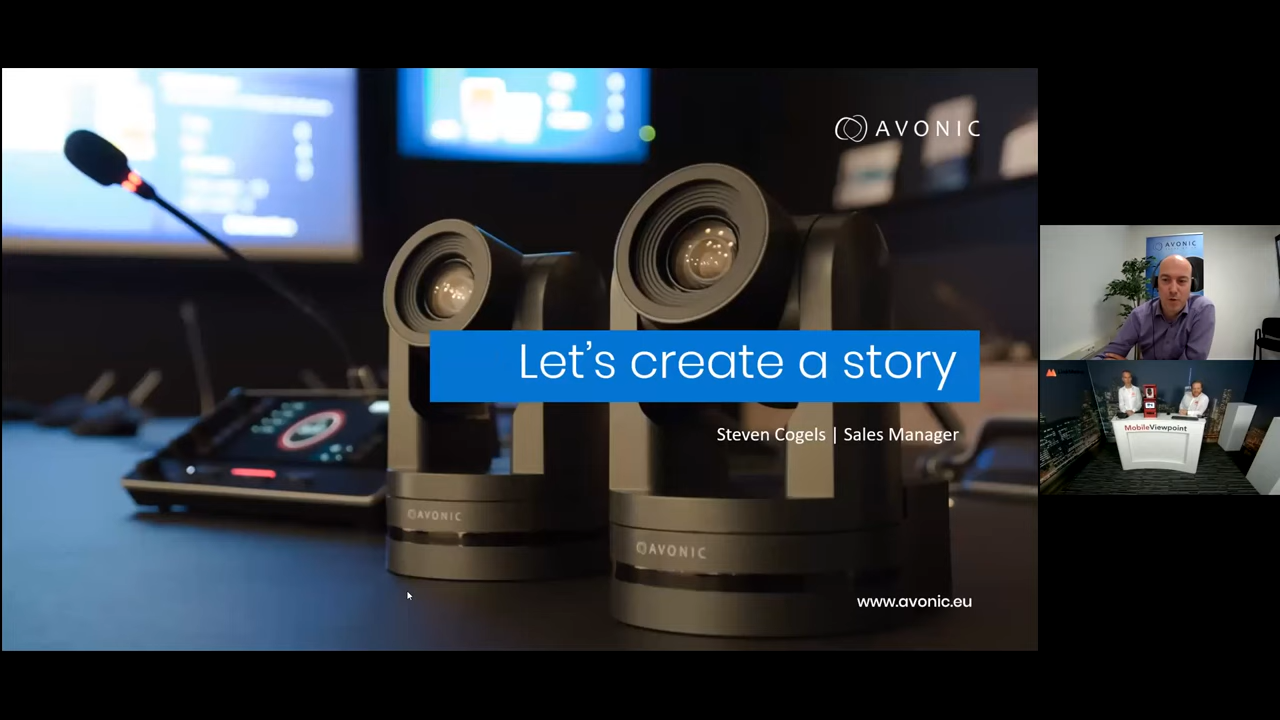 AVONIC
Let's create a story
Steven Cogels | Sales Manager
AVONIC
AVONIC
www.avonic.eu
AVONIC
MobileViewpoint